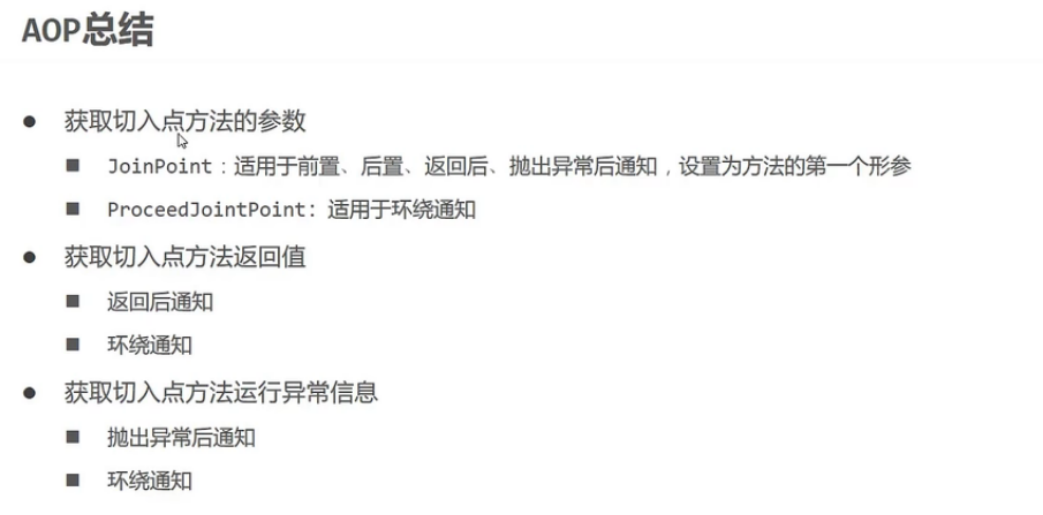 AOP总结
获取切入点方法的参数
JoinPoint：适用于前置、后置、返回后、抛出异常后通知，设置为方法的第一个形参
ProceedJointPoint: 适用于环绕通知
获取切入点方法返回值
返回后通知
环绕通知
获取切入点方法运行异常信息
抛出异常后通知
环绕通知